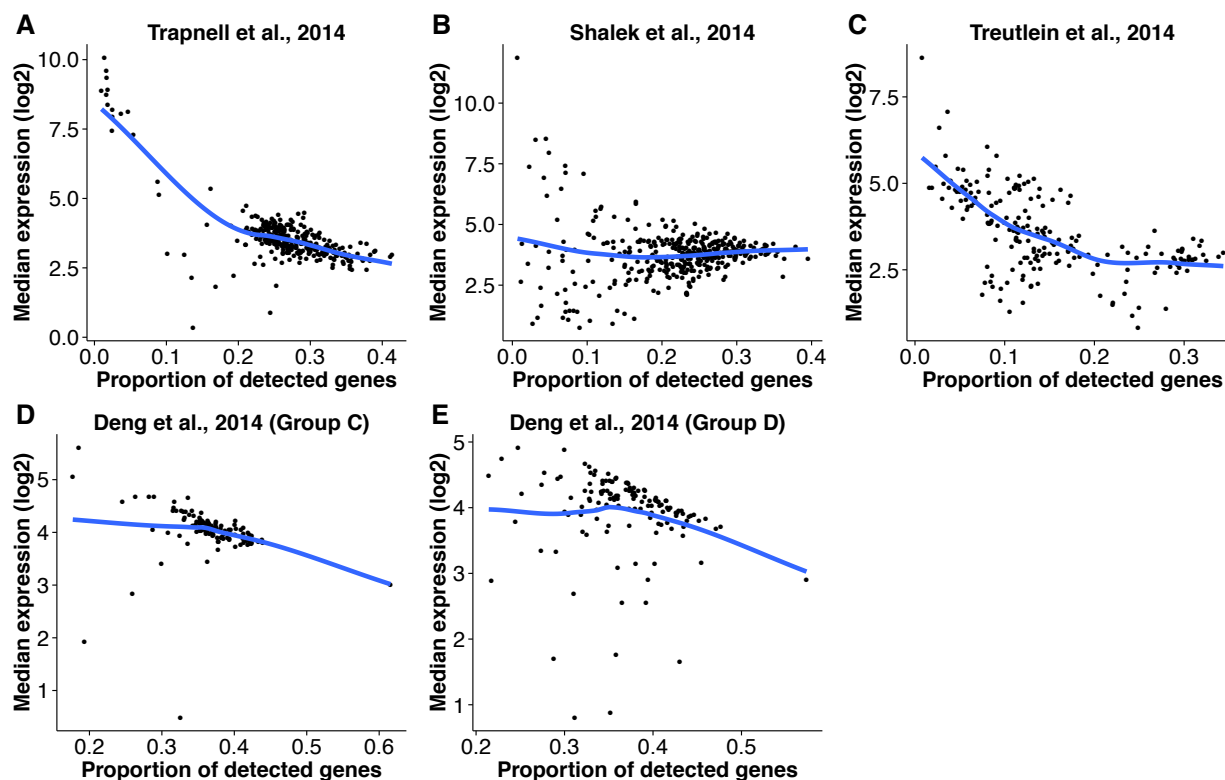 A Trapnell et al., 2014
Median expression (log2)
10.0
7.5
5.0
2.5
0.0
0.0 0.1 0.2 0.3 0.4
Proportion of detected genes
B Shalek et al., 2014
Median expression (log2)
10.0
7.5
5.0
2.5
0.0 0.1 0.2 0.3 0.4
Proportion of detected genes
C Treutlein et al., 2014
Median expression (log2)
7.5
5.0
2.5
0.0 0.1 0.2 0.3
Proportion of detected genes
D Deng et al., 2014 (Group C)
Median expression (log2)
5
4
3
2
1
0.2 0.3 0.4 0.5 0.6
Proportion of detected genes
E Deng et al., 2014 (Group D)
Median expression (log2)
5
4
3
2
1
0.2 0.3 0.4 0.5
Proportion of detected genes